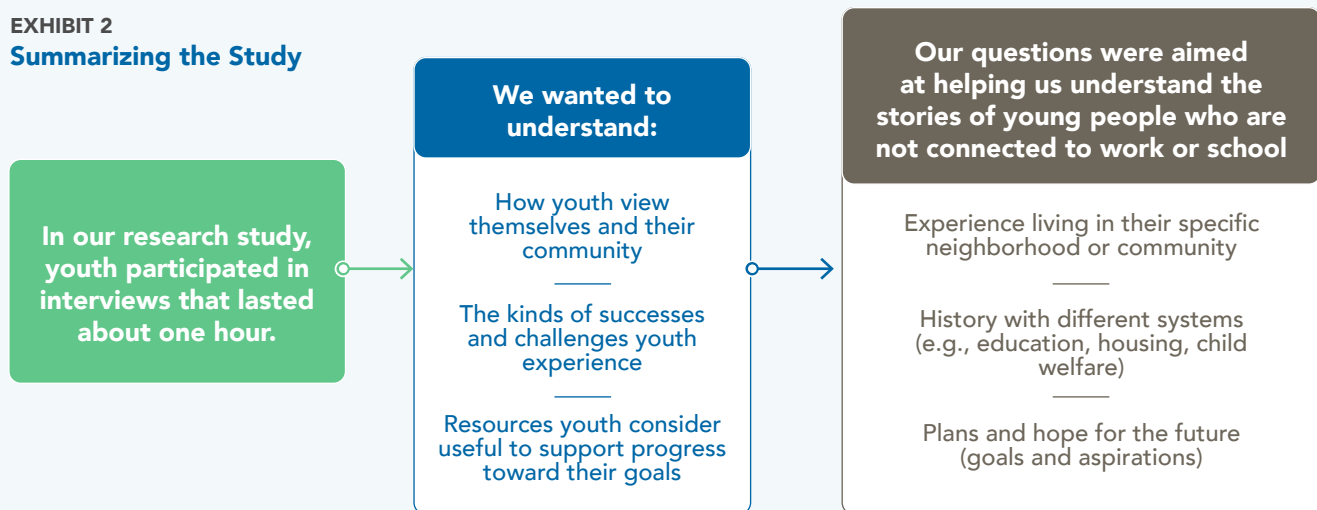 EXHIBIT 2
Summarizing the Study
In our research study,
youth participated in
interviews that lasted
about one hour.
We wanted to
understand:
How youth view
themselves and their
community
The kinds of successes
and challenges youth
experience
Resources youth consider
useful to support progress
toward their goals
Our questions were aimed
at helping us understand the
stories of young people who are
not connected to work or school
Experience living in their specific
neighborhood or community
History with different systems
(e.g., education, housing, child
welfare)
Plans and hope for the future
(goals and aspirations)